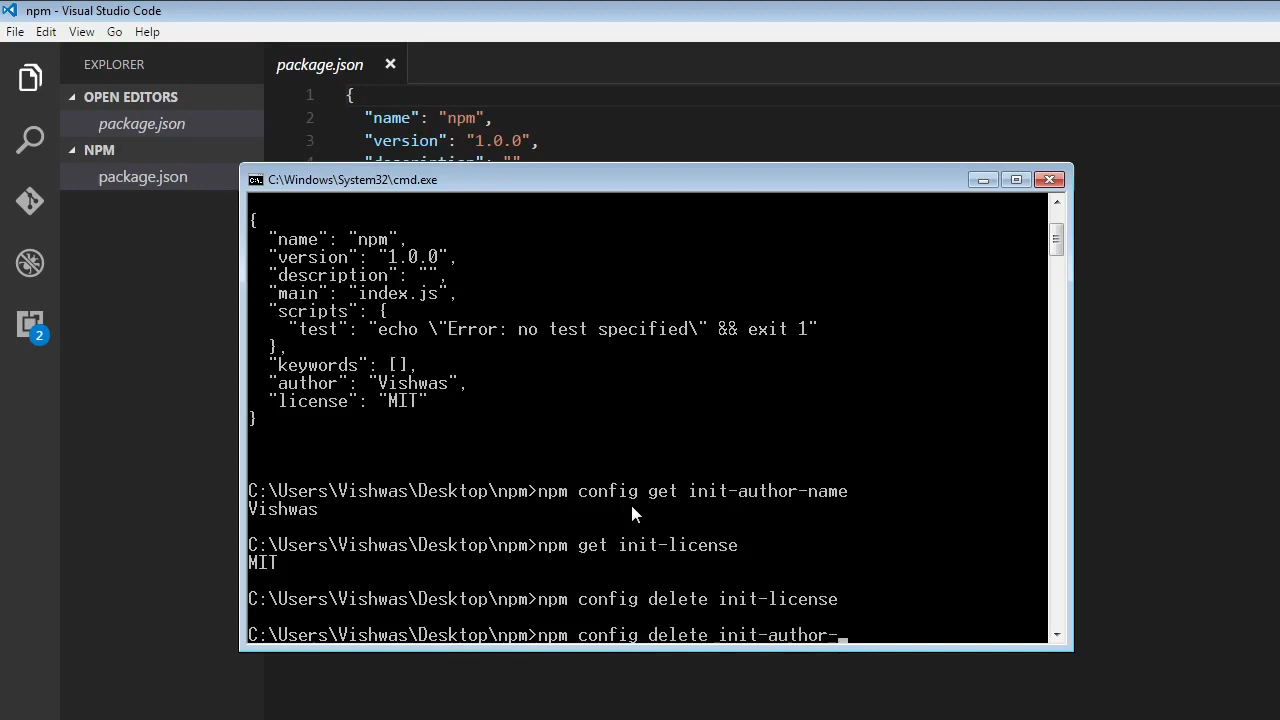 npm - Visual Studio Code
File Edit View Go Help
EXPLORER
OPEN EDITORS
package.json
NPM
package.json
2
package.json
1 {
2 "name": "npm",
3 "version": "1.0.0",
4 "description": ""
C:\Windows\System32\cmd.exe
{
"name": "npm",
"version": "1.0.0",
"description": "",
"main": "index.js",
"scripts": {
"test": "echo \"Error: no test specified\" && exit 1"
},
"keywords": [],
"author": "Vishwas",
"license": "MIT"
}
C:\Users\Vishwas\Desktop\npm>npm config get init-author-name
Vishwas
C:\Users\Vishwas\Desktop\npm>npm get init-license
MIT
C:\Users\Vishwas\Desktop\npm>npm config delete init-license
C:\Users\Vishwas\Desktop\npm>npm config delete init-author-_